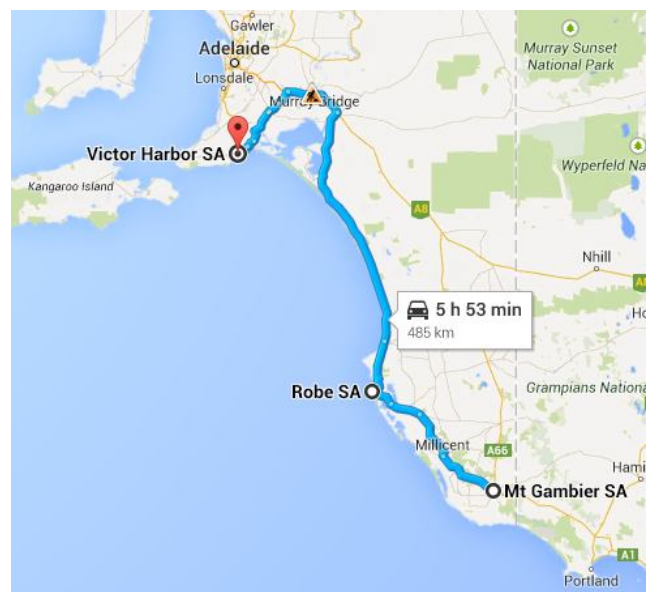 Gawler
Adelaide
Lonsdale
Murray Bridge
Murray Sunset
National Park
Victor Harbor SA
Kangaroo Island
Wyperfeld Na
A8
Nhill
5 h 53 min
485 km
Robe SA
Grampians Nationa
Millicent
A66
Hami
Mt Gambier SA
A1
Portland